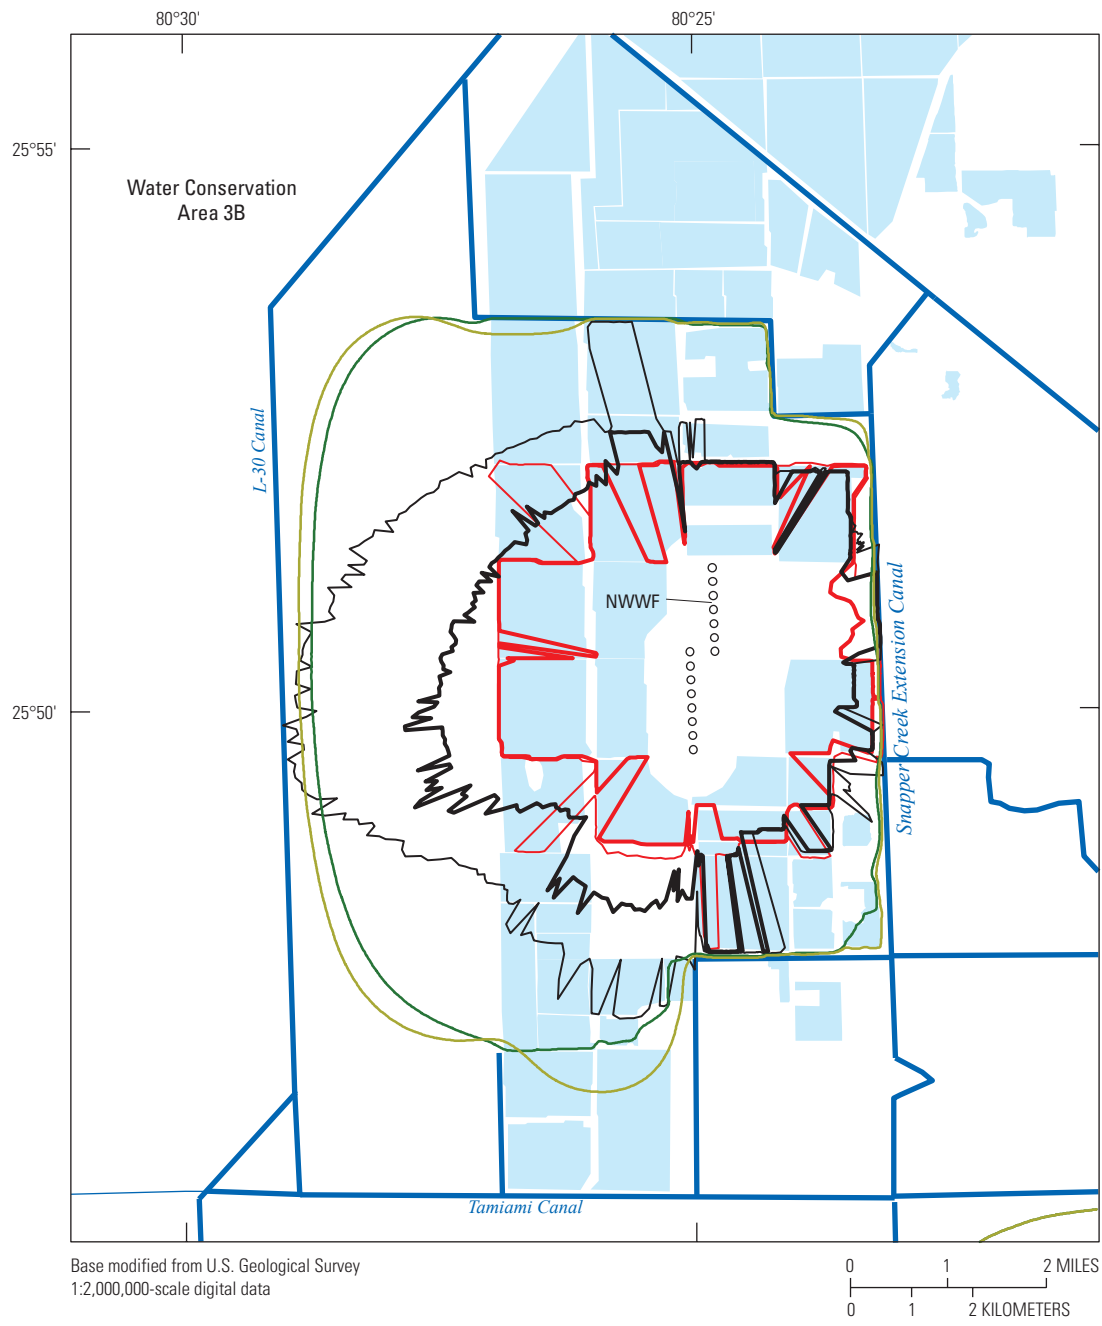 80°30'
80°25'
25°55'
Water Conservation
Area 3B
L-30 Canal
NWWF
Snapper Creek Extension Canal
25°50'
Tamiami Canal
Base modified from U.S. Geological Survey
1:2,000,000-scale digital data
0 1 2 MILES
0 1 2 KILOMETERS